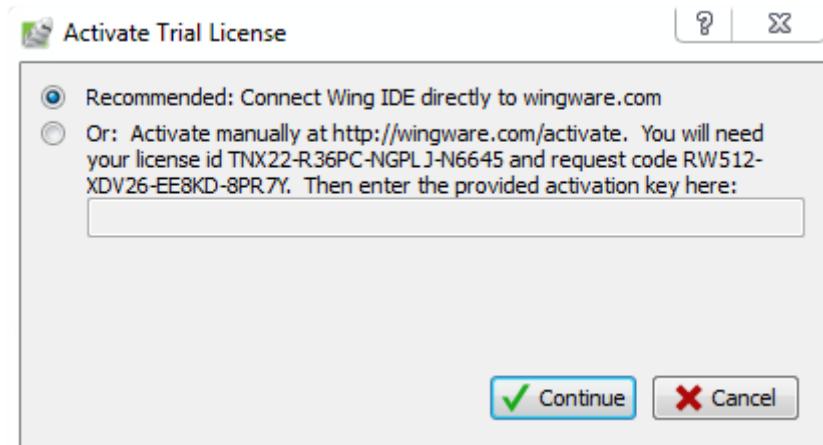 Activate Trial License
Recommended: Connect Wing IDE directly to wingware.com
Or: Activate manually at http://wingware.com/activate. You will need
your license id TNX22-R36PC-NGPLJ-N6645 and request code RW512-
XDV26-EE8KD-8PR7Y. Then enter the provided activation key here:
Continue Cancel